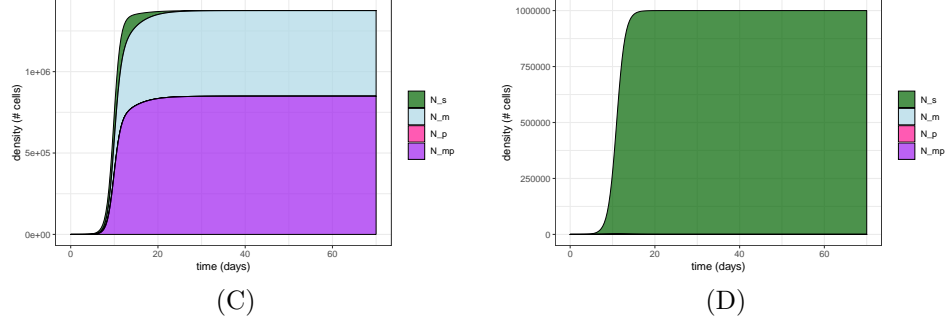 1000000
1e+06
750000
density (# cells)
N_s
N_m
N_p
N_mp
density (# cells)
N_s
N_m
N_p
N_mp
500000
5e+05
250000
0e+00
0
0 20 40 60
0 20 40 60
time (days)
time (days)
(C)
(D)